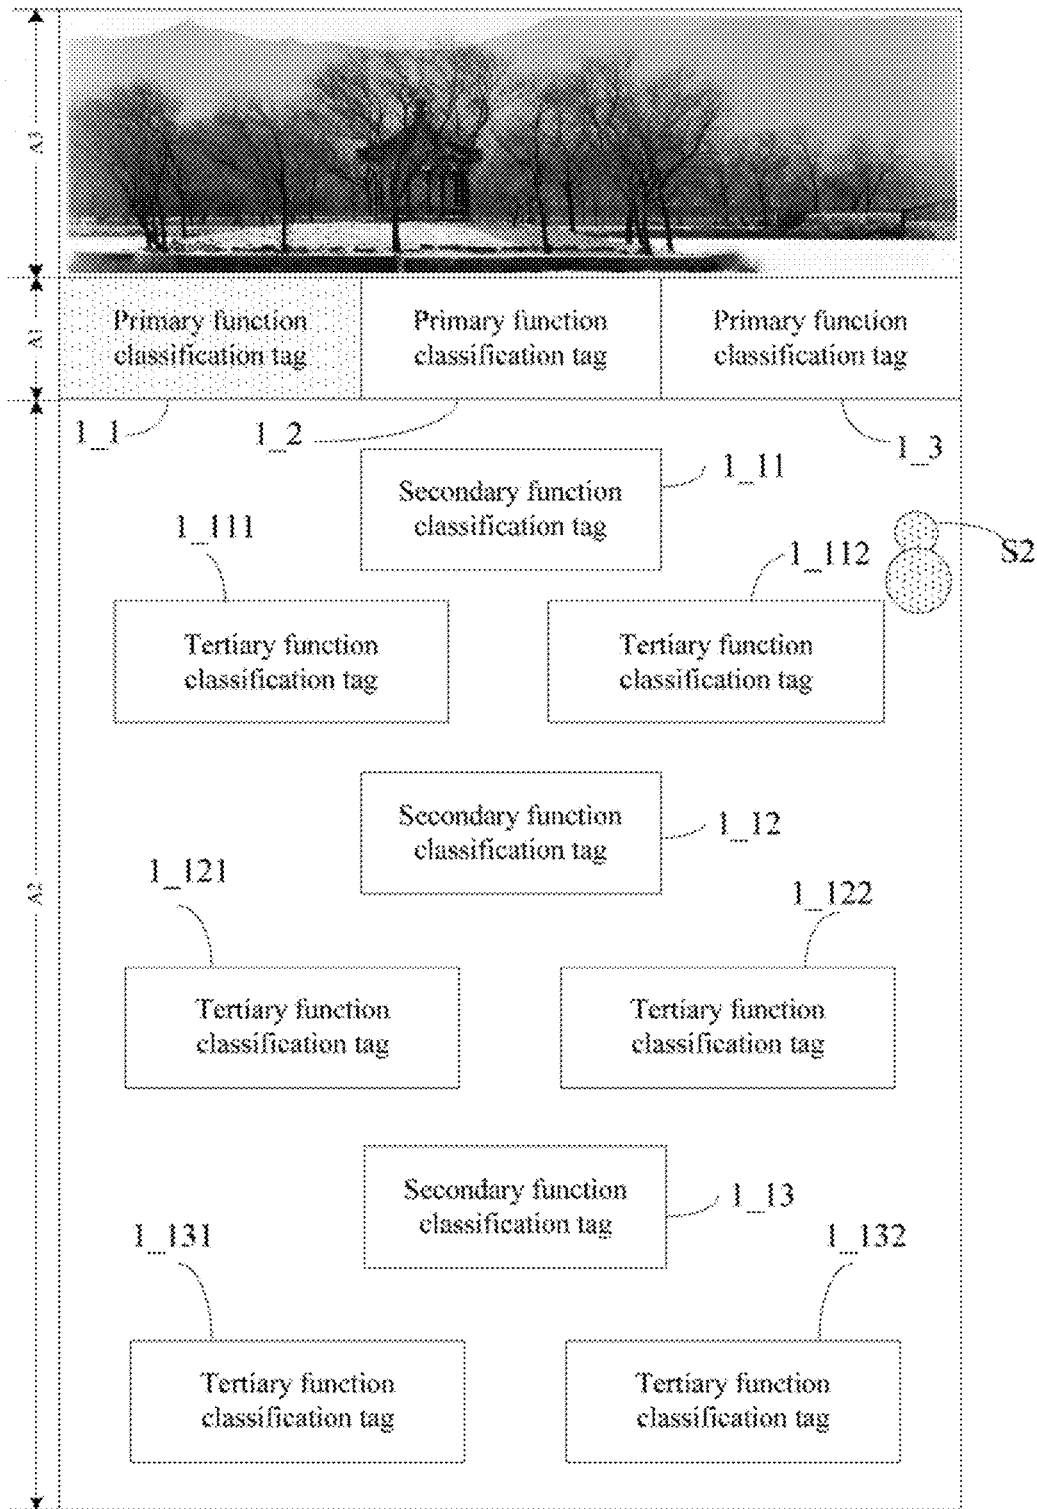 A3
A1
Primary function
classification tag
Primary function
classification tag
Primary function
classification tag
1_1
1_2
1_3
1_11
Secondary function
classification tag
1_111
1_112
S2
Tertiary function
classification tag
Tertiary function
classification tag
A2
Secondary function
classification tag
1_12
1_121
1_122
Tertiary function
classification tag
Tertiary function
classification tag
Secondary function
classification tag
1_13
1_131
1_132
Tertiary function
classification tag
Tertiary function
classification tag